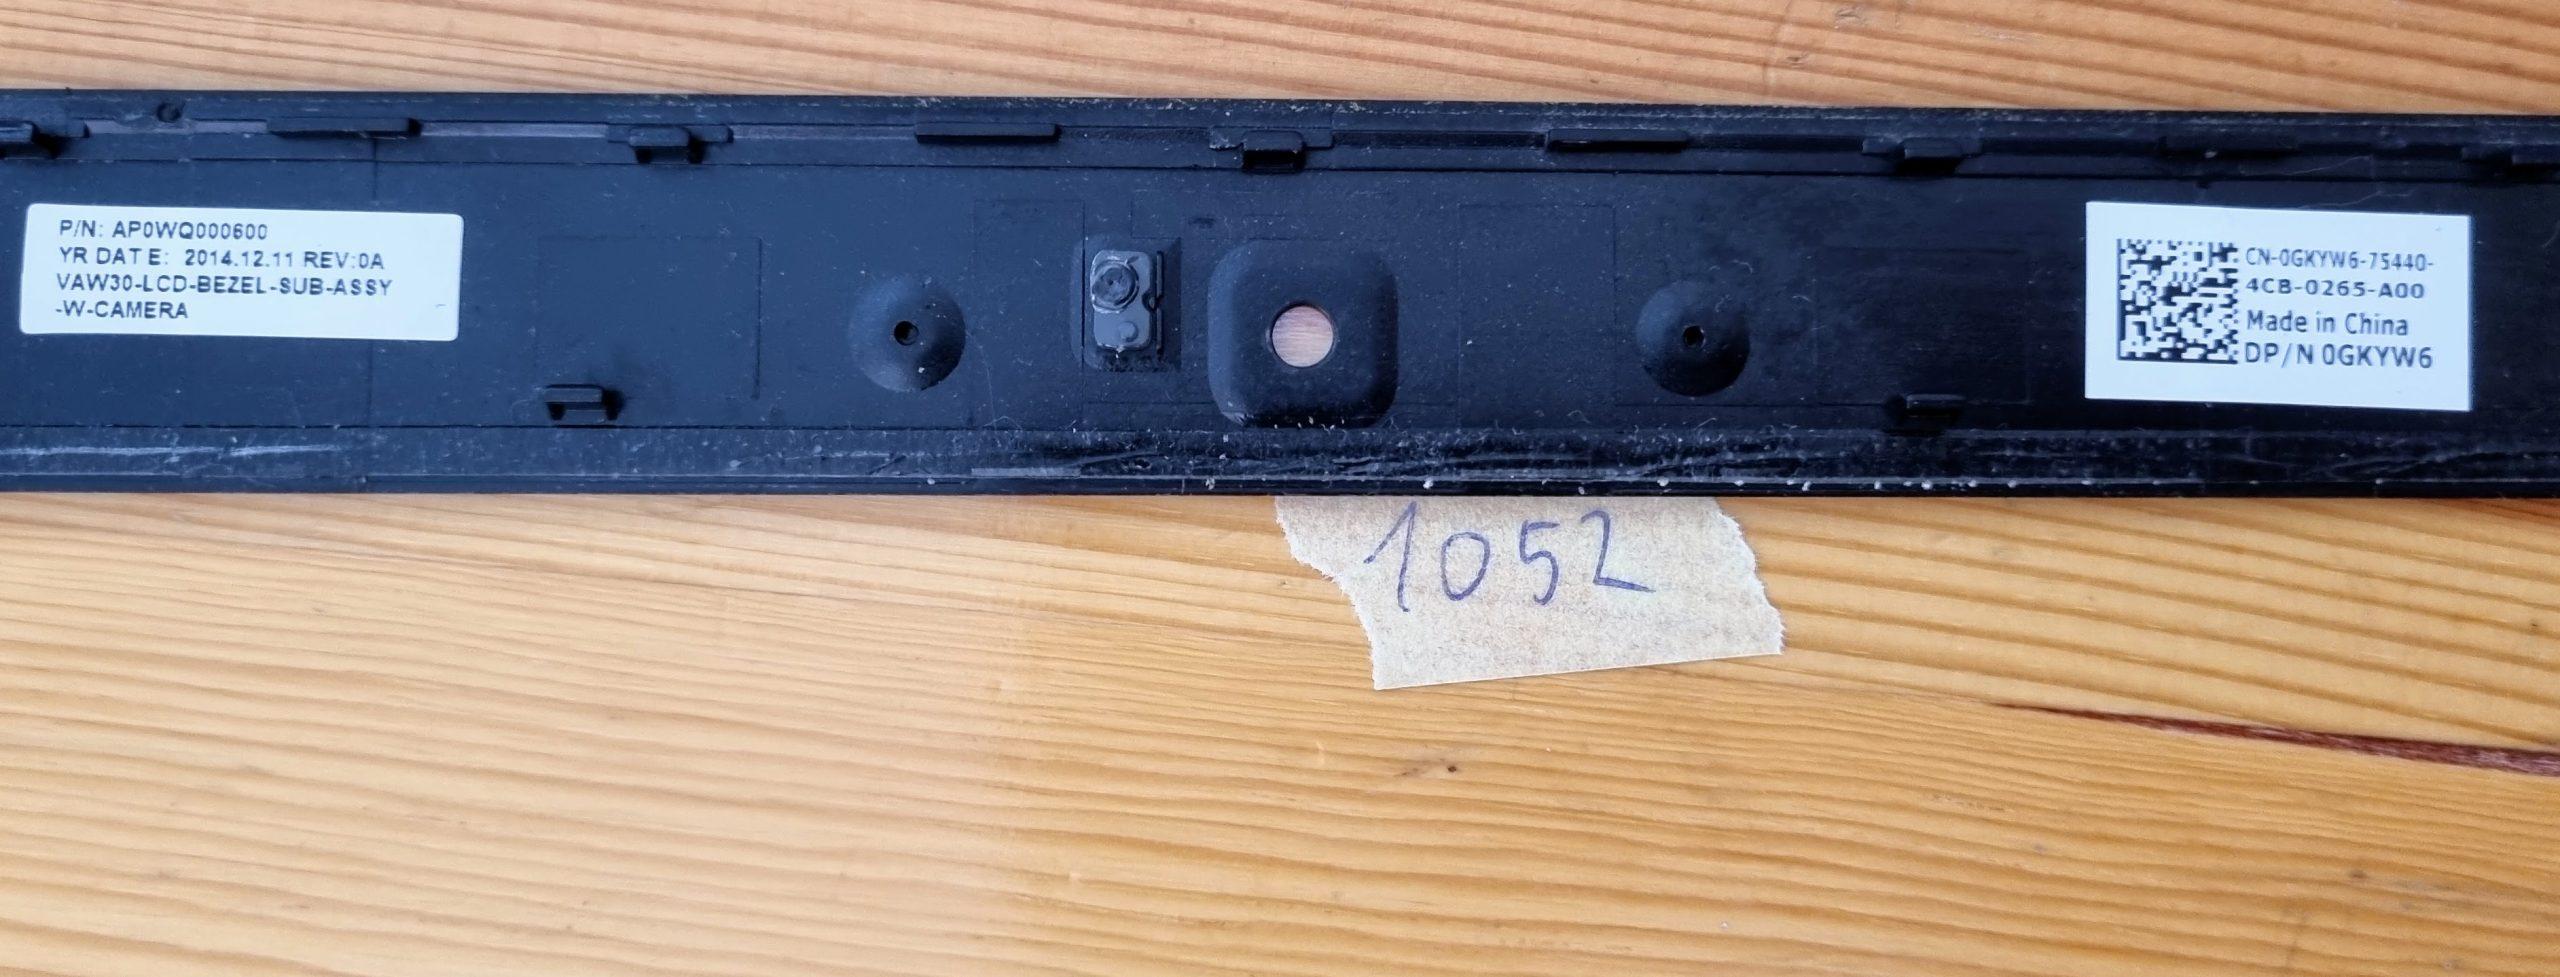 P/N: AP0WQ000600
YR DATE: 2014.12.11 REV:0A
VAW30-LCD-BEZEL-SUB-ASSY
-W-CAMERA
CN-0GKYW6-75440-
4CB-0265-A00
Made in China
DP/N 0GKYW6
1052